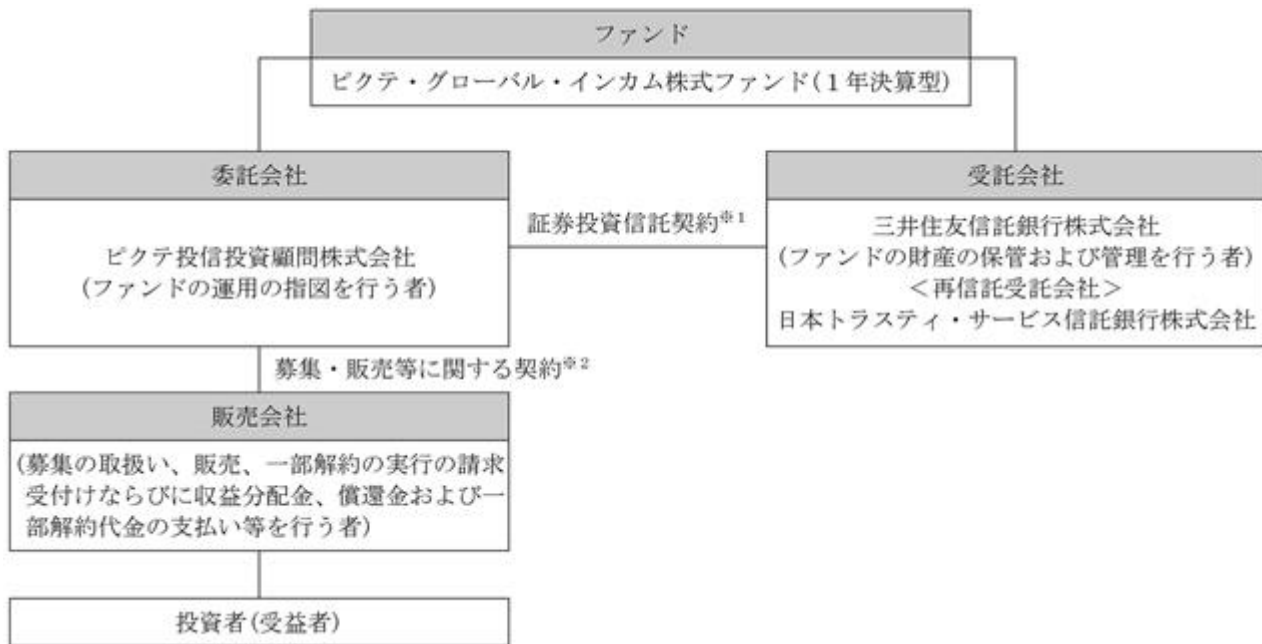 ファンド
ピクテ・グローバル・インカム株式ファンド(1年決算型)
委託会社
ピクテ投信投資顧問株式会社
(ファンドの運用の指図を行う者)
証券投資信託契約※1
受託会社
三井住友信託銀行株式会社
(ファンドの財産の保管および管理を行う者)
<再信託受託会社>
日本トラスティ・サービス信託銀行株式会社
募集・販売等に関する契約※2
販売会社
(募集の取扱い、販売、一部解約の実行の請求
受付けならびに収益分配金、償還金および一
部解約代金の支払い等を行う者)
投資者(受益者)